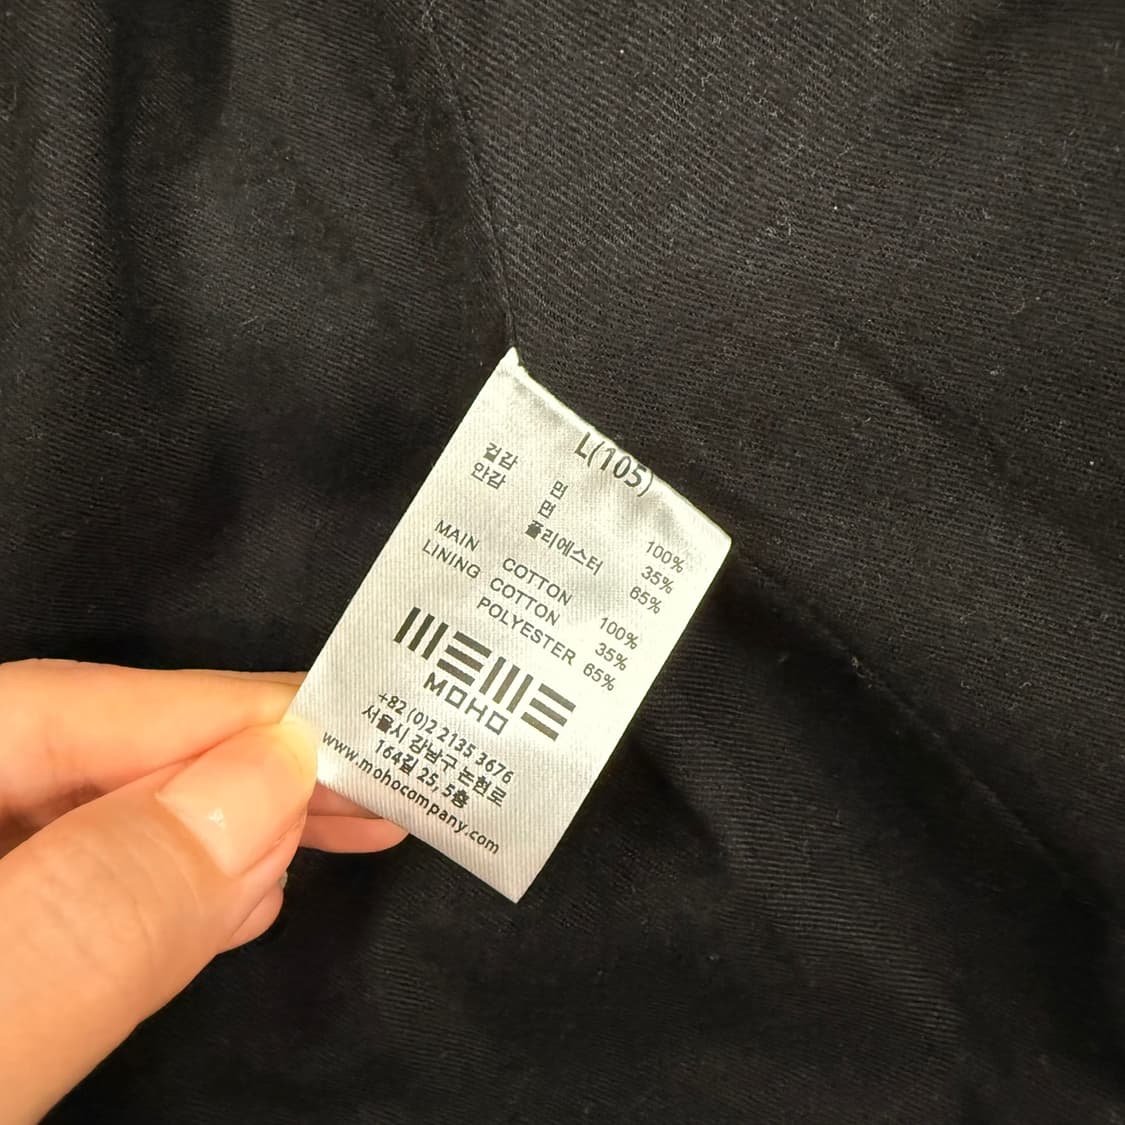 L(105)
겉감 면 100%
안감 면 35%
폴리에스터 65%
MAIN COTTON 100%
LINING COTTON 35%
POLYESTER 65%
MOHO
+82 (0)2 2135 3676
서울시 강남구 논현로
164길 25, 5층
www.mohocompany.com